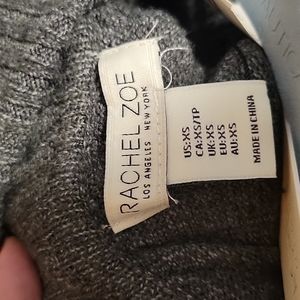 RACHEL ZOE
LOS ANGELES NEW YORK
US:XS
CA:XS/TP
UK:XS
EU:XS
AU:XS
MADE IN CHINA